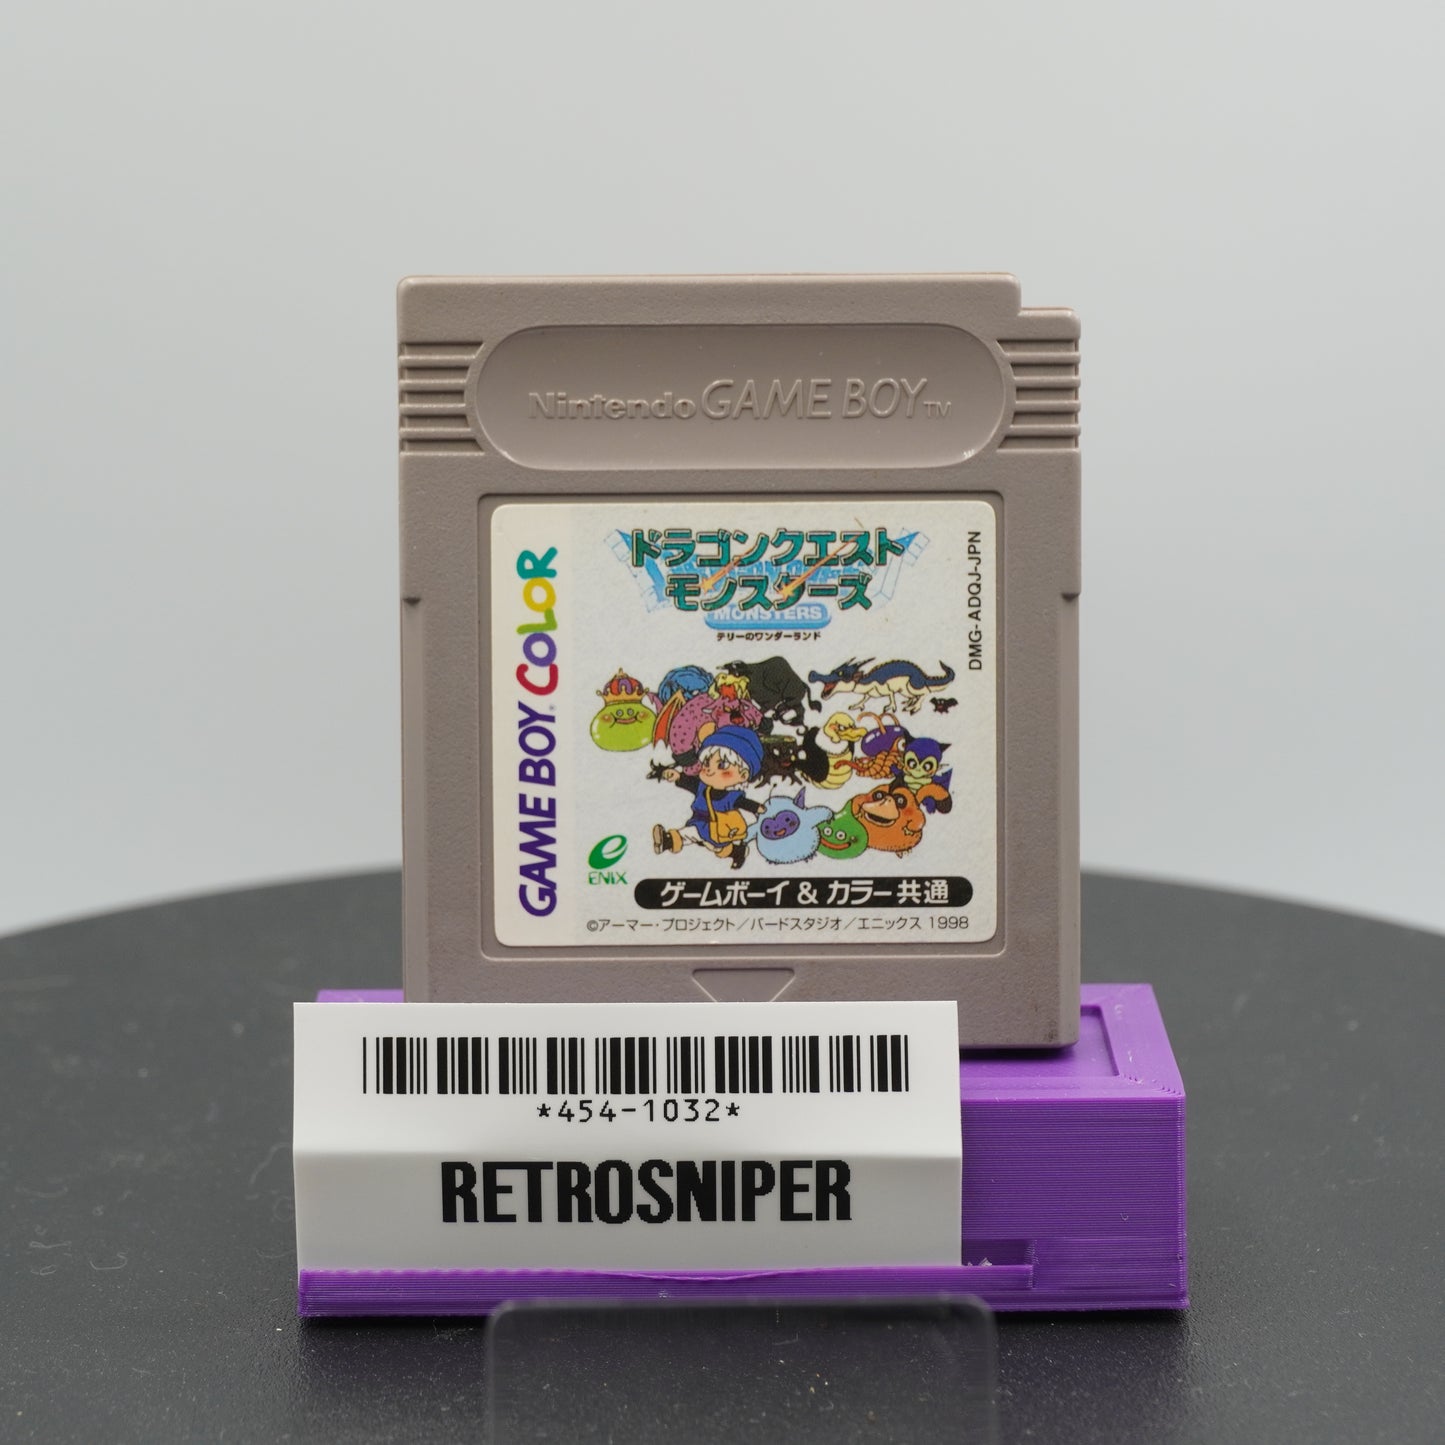 Nintendo GAME BOY TM
GAME BOY COLOR
ドラゴンクエスト
モンスターズ
MONSTERS
テリーのワンダーランド
DMG-ADQJ-JPN
ENIX
ゲームボーイ & カラー共通
©アーマー・プロジェクト/バードスタジオ/エニックス 1998
*454-1032*
RETROSNIPER